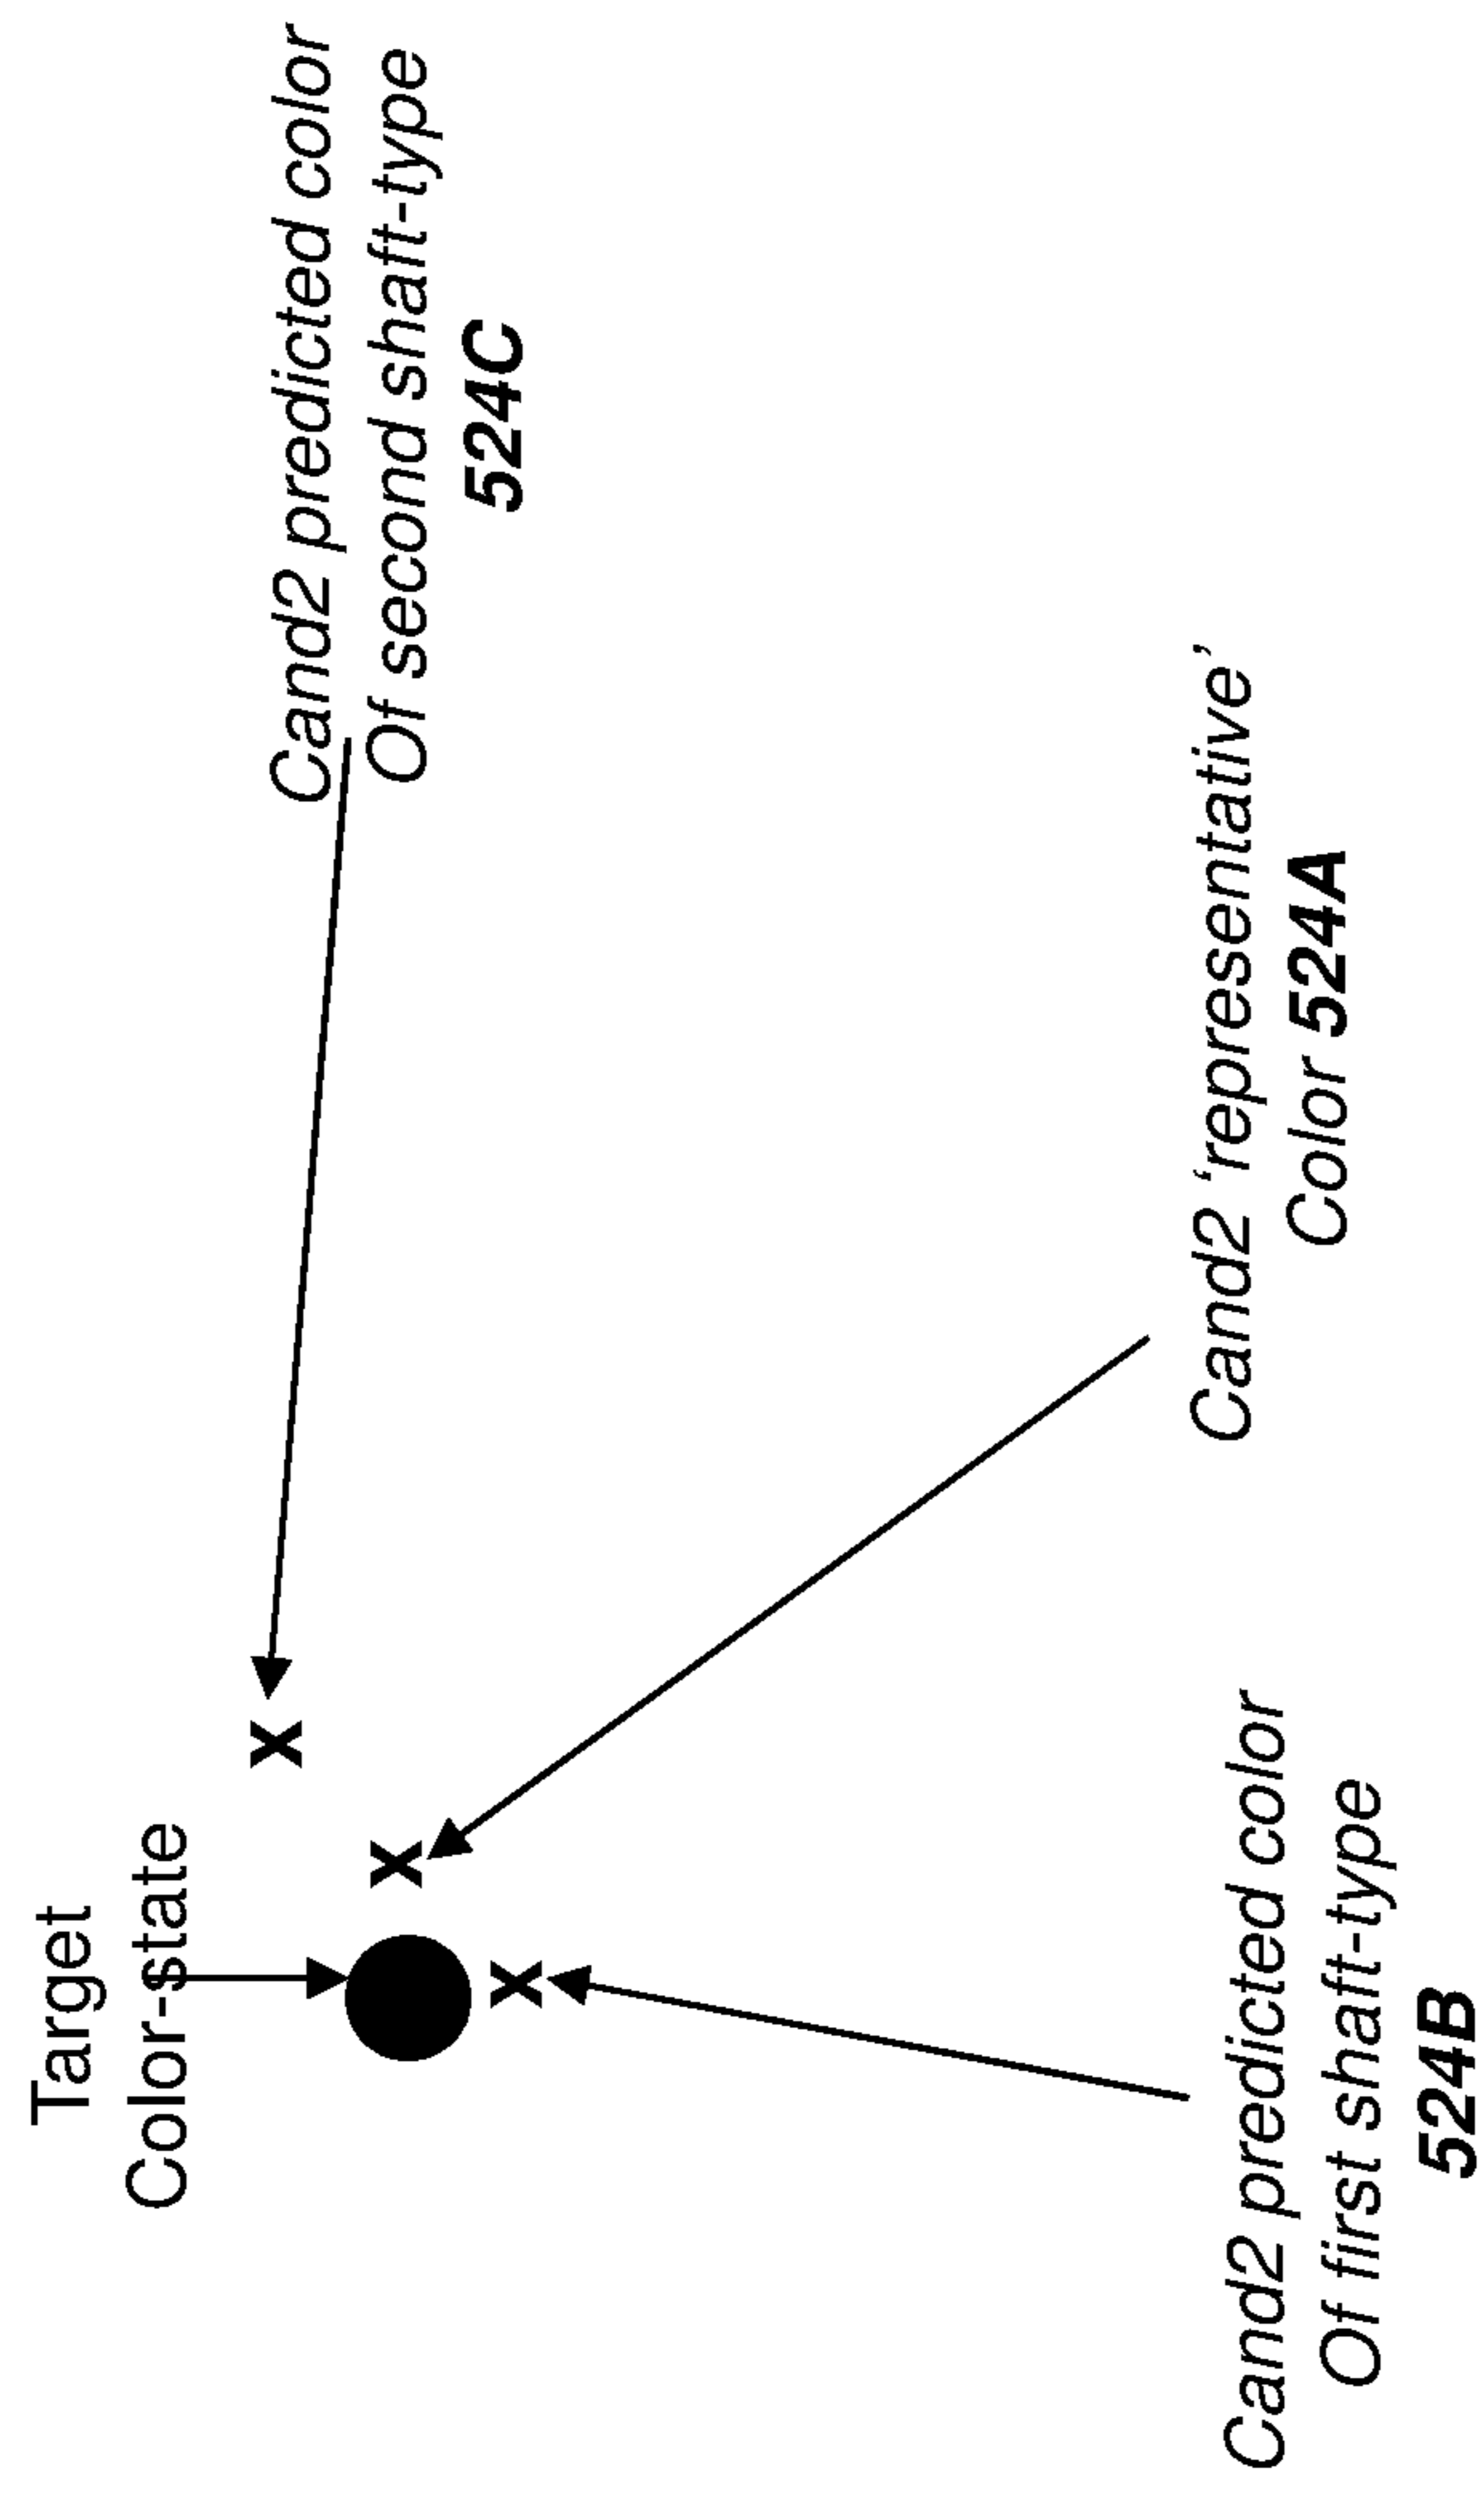 Target
Color-state
x
x
x
Cand2 predicted color
Of second shaft-type
524C
Cand2 ‘representative’
Color 524A
Cand2 predicted color
Of first shaft-type
524B